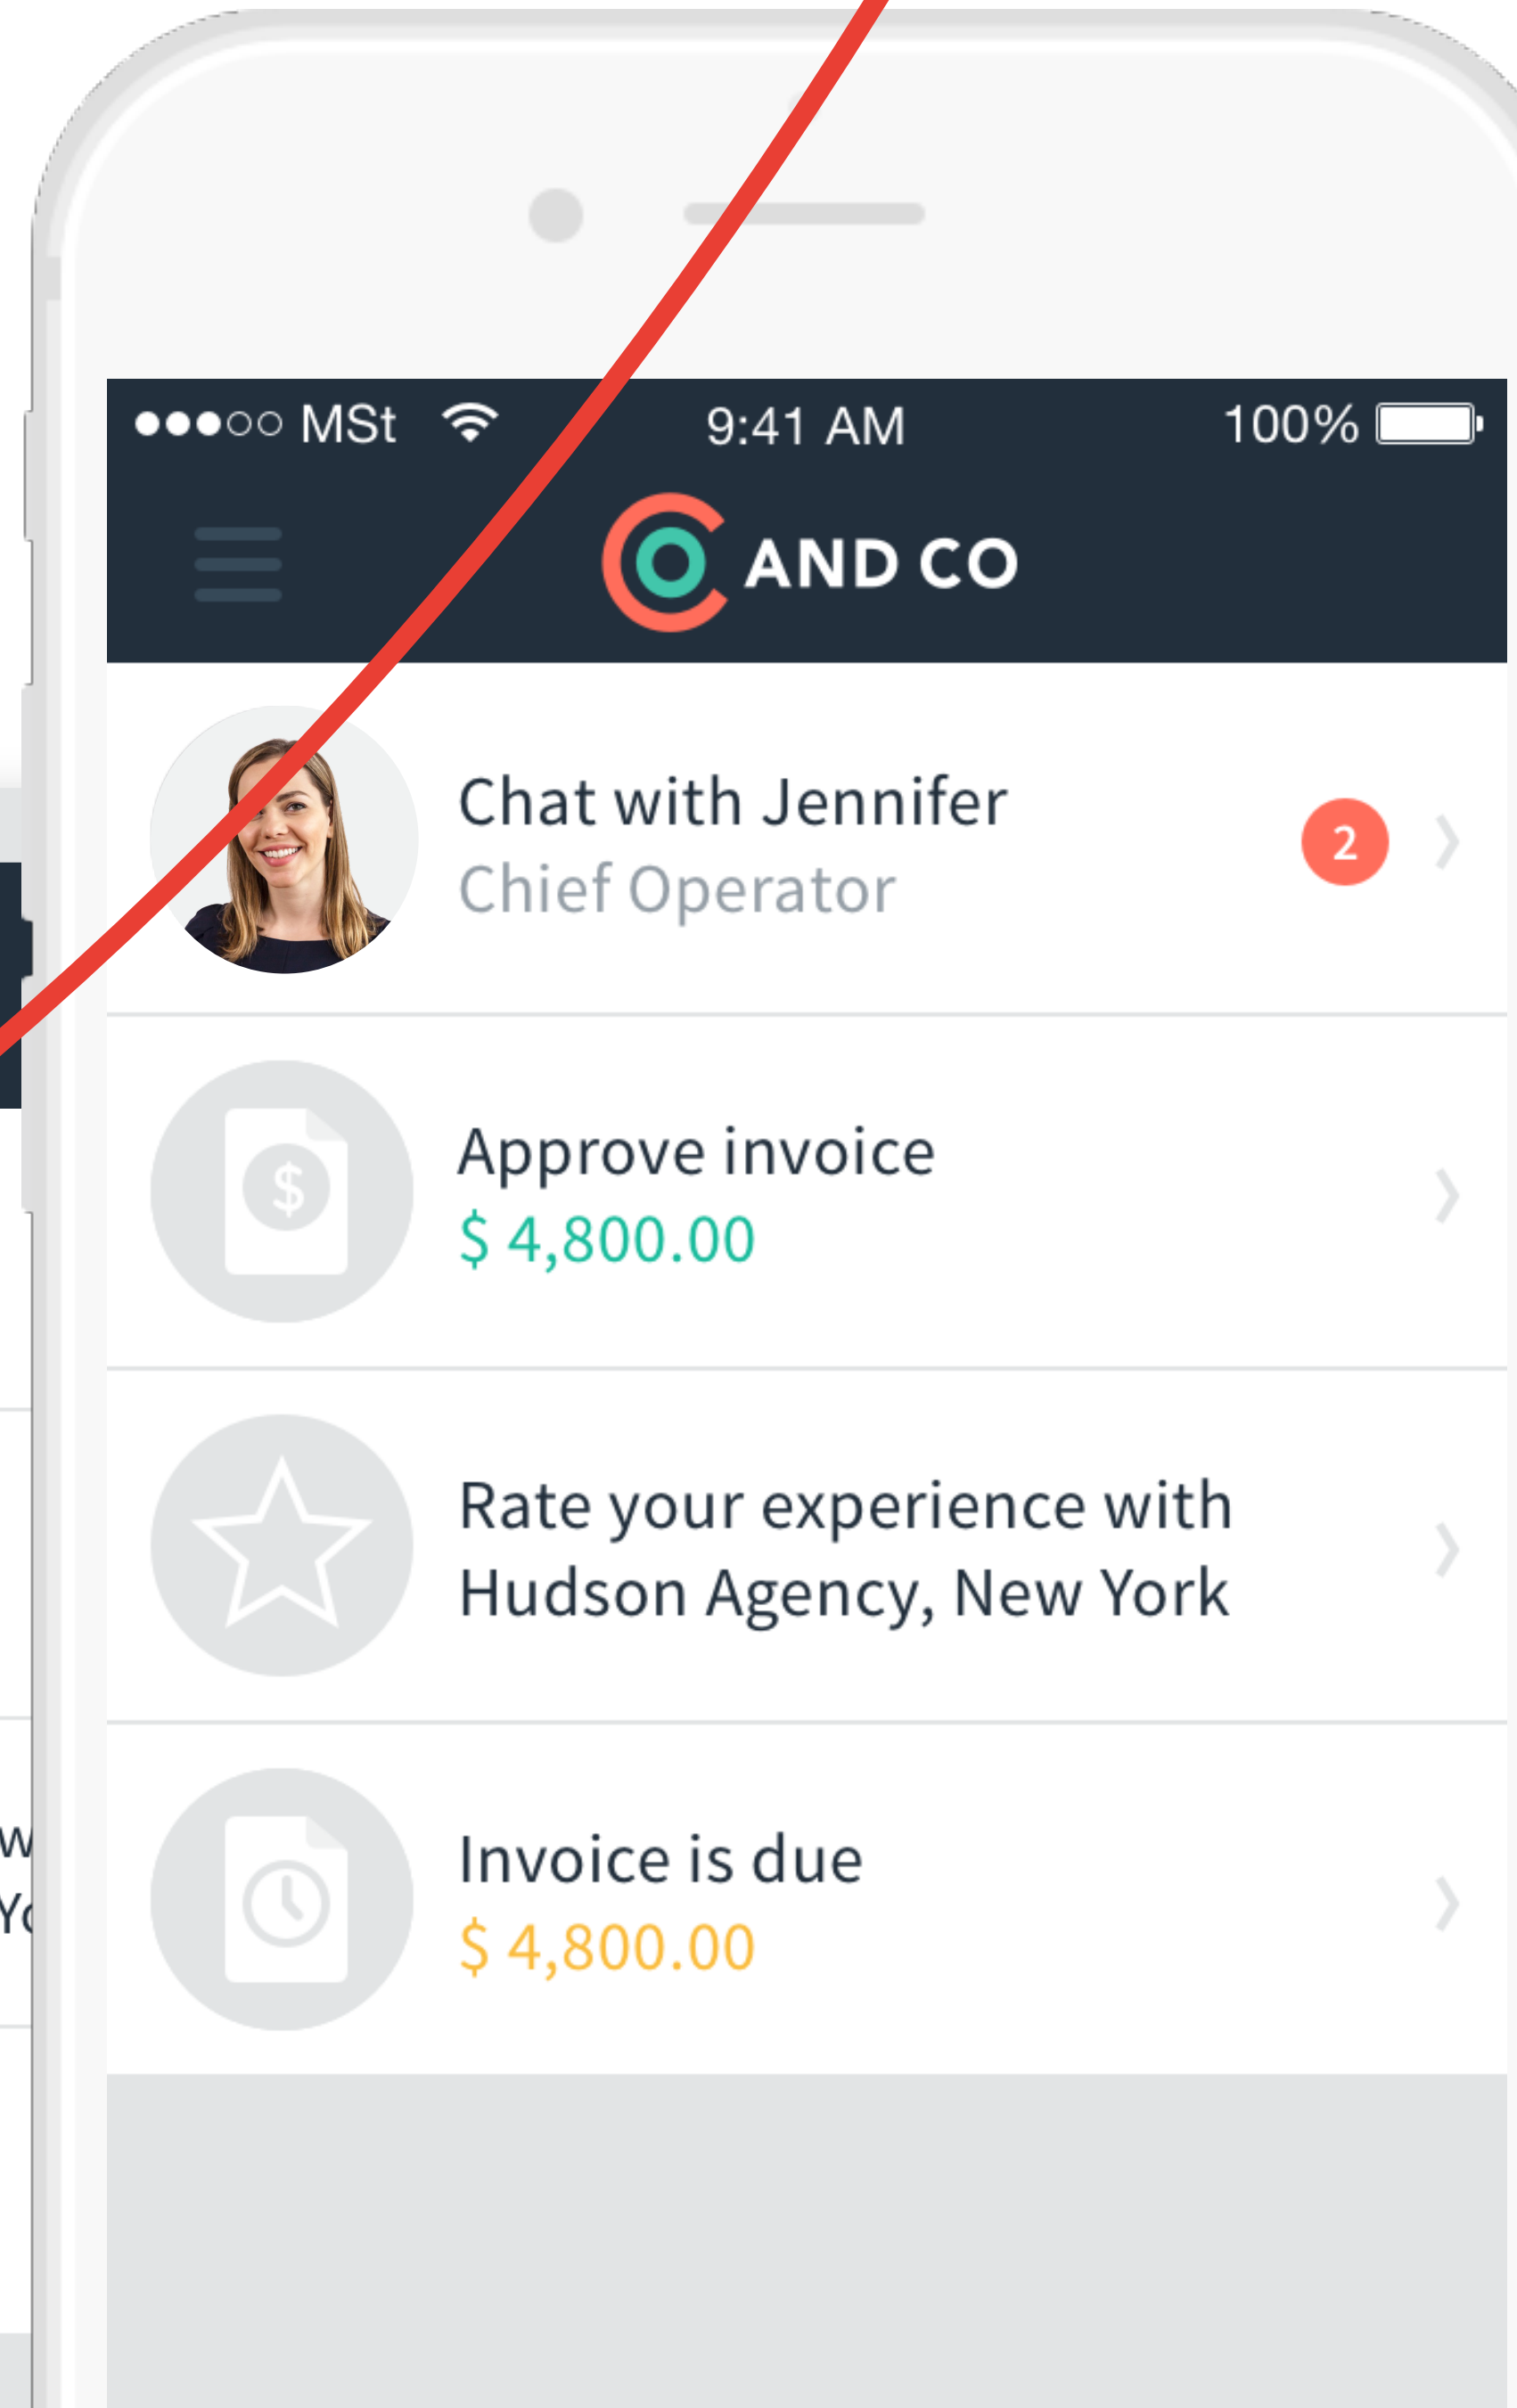 MSt 9:41 AM 100%
AND CO
Chat with Jennifer
Chief Operator
2
Approve invoice
$
$ 4,800.00
Rate your experience with
Hudson Agency, New York
Invoice is due
$ 4,800.00